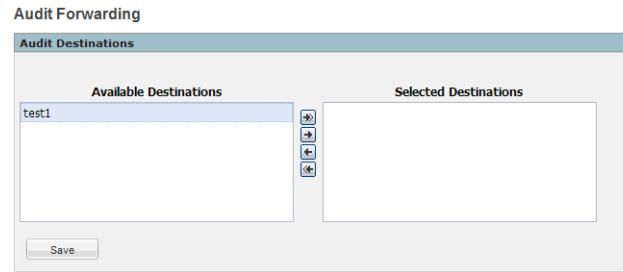 Audit Forwarding
Audit Destinations
Available Destinations
Selected Destinations
test1
Save